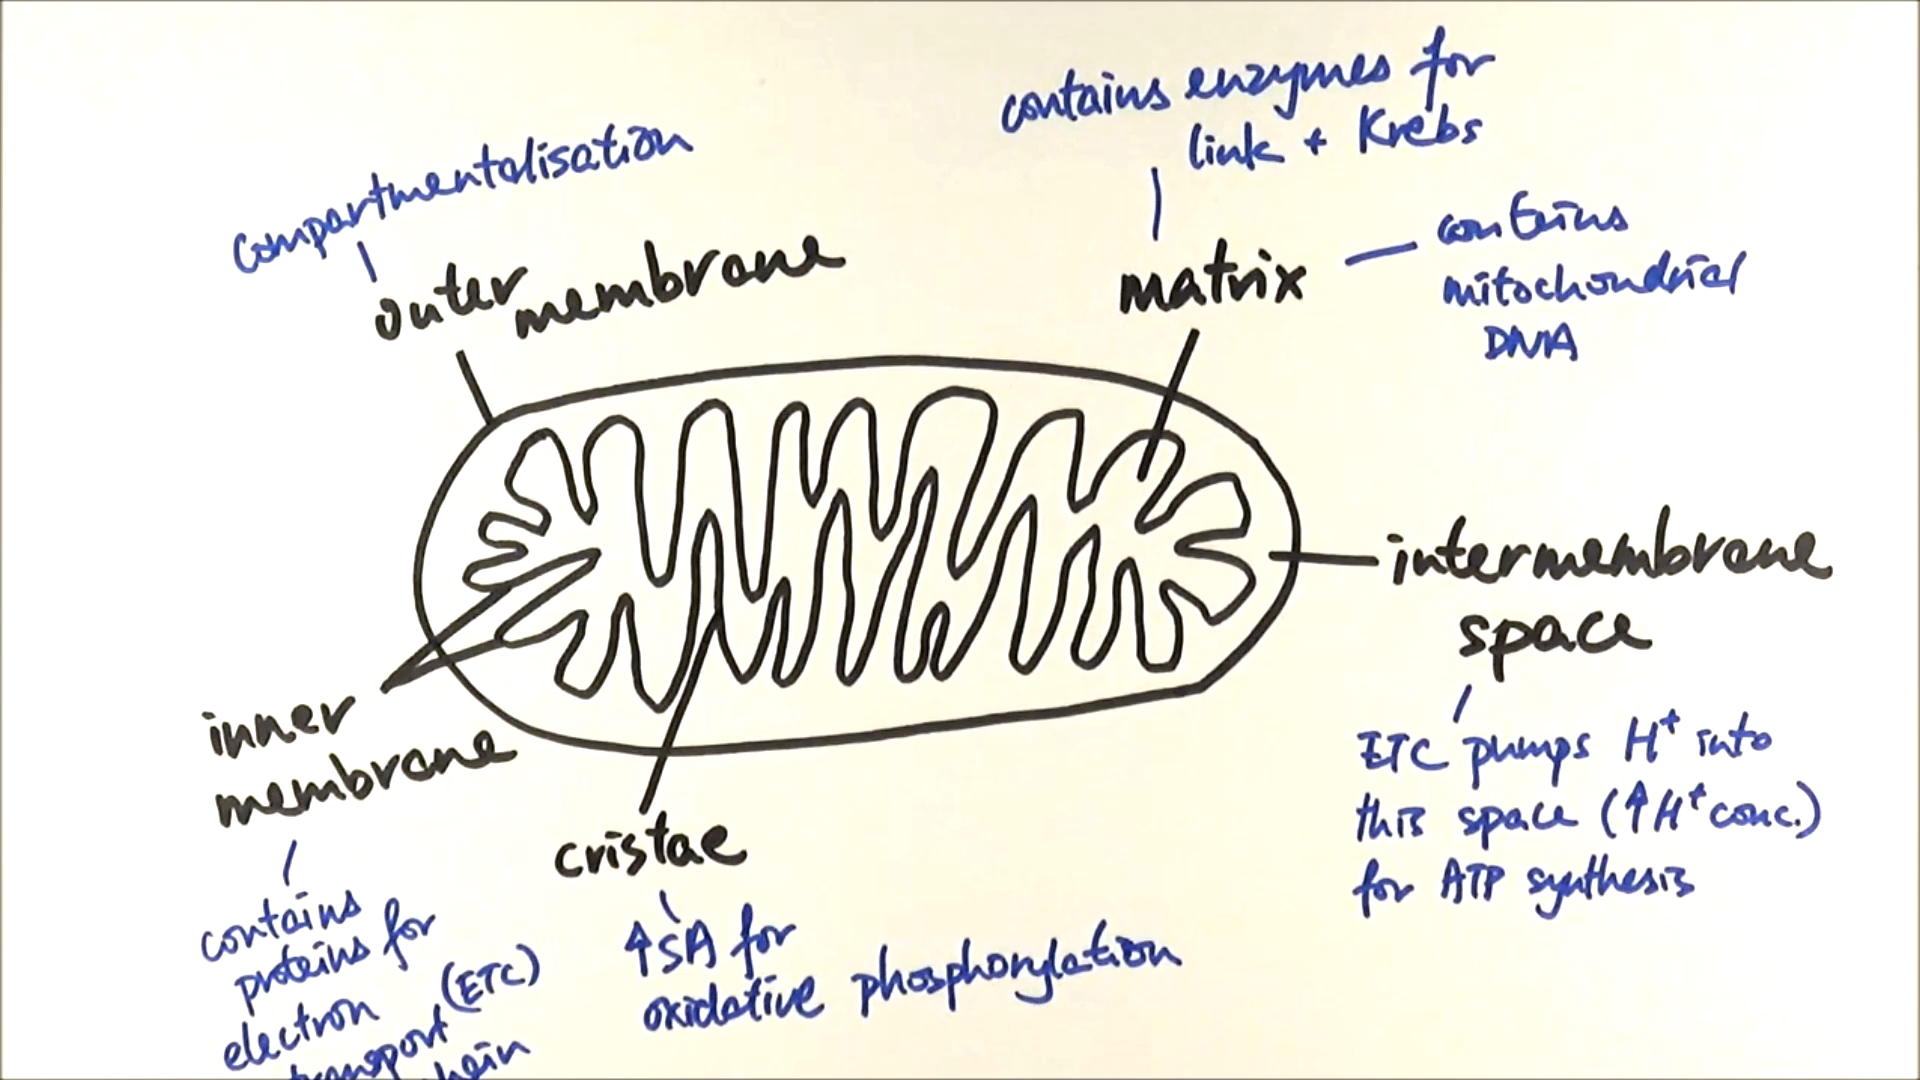 compartmentalisation
outer membrane
contains enzymes for
link + Krebs
matrix
contains
mitochondrial
DNA
intermembrane
space
ETC pumps H⁺ into
this space (↑H⁺ conc.)
for ATP synthesis
inner
membrane
contains
proteins for
electron
transport (ETC)
cristae
↑SA for
oxidative phosphorylation